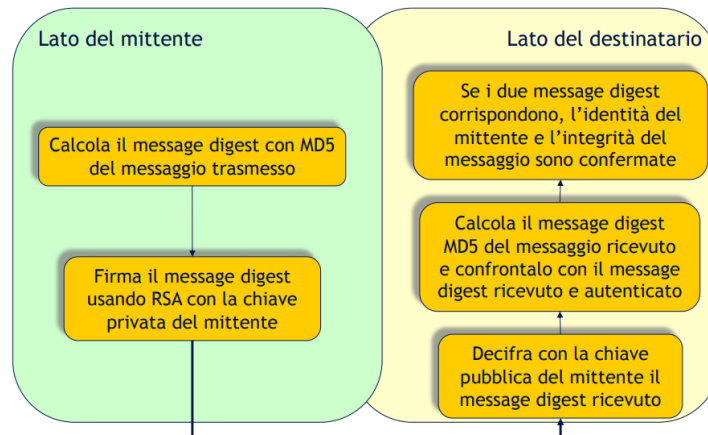 Lato del mittente
Calcola il message digest con MD5
del messaggio trasmesso
Firma il message digest
usando RSA con la chiave
privata del mittente
Lato del destinatario
Se i due message digest
corrispondono, l’identità del
mittente e l’integrità del
messaggio sono confermate
Calcola il message digest
MD5 del messaggio ricevuto
e confrontalo con il message
digest ricevuto e autenticato
Decifra con la chiave
pubblica del mittente il
message digest ricevuto